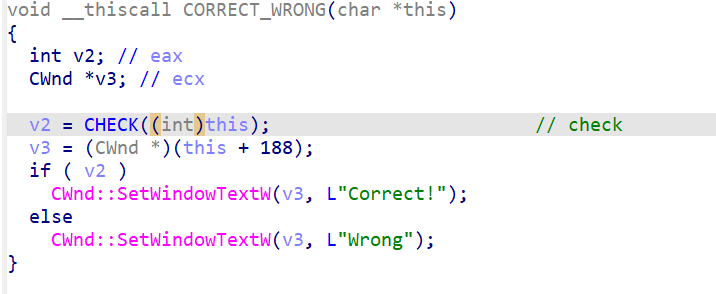 void __thiscall CORRECT_WRONG(char *this)
{
  int v2; // eax
  CWnd *v3; // ecx

  v2 = CHECK((int)this);                       // check
  v3 = (CWnd *)(this + 188);
  if ( v2 )
    CWnd::SetWindowTextW(v3, L"Correct!");
  else
    CWnd::SetWindowTextW(v3, L"Wrong");
}